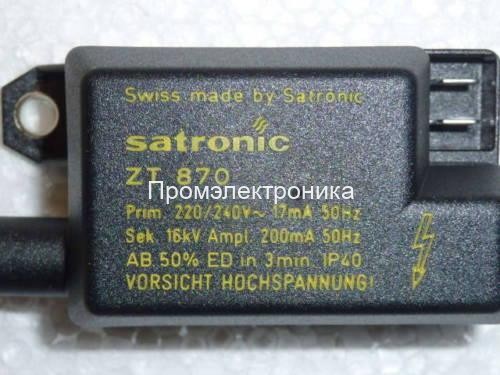 Swiss made by Satronic
satronic
ZT 870
Промэлектроника
Prim. 220/240V~ 17mA 50Hz
Sek. 16kV Ampl. 200mA 50Hz
AB 50% ED in 3min. IP40
VORSICHT HOCHSPANNUNG!